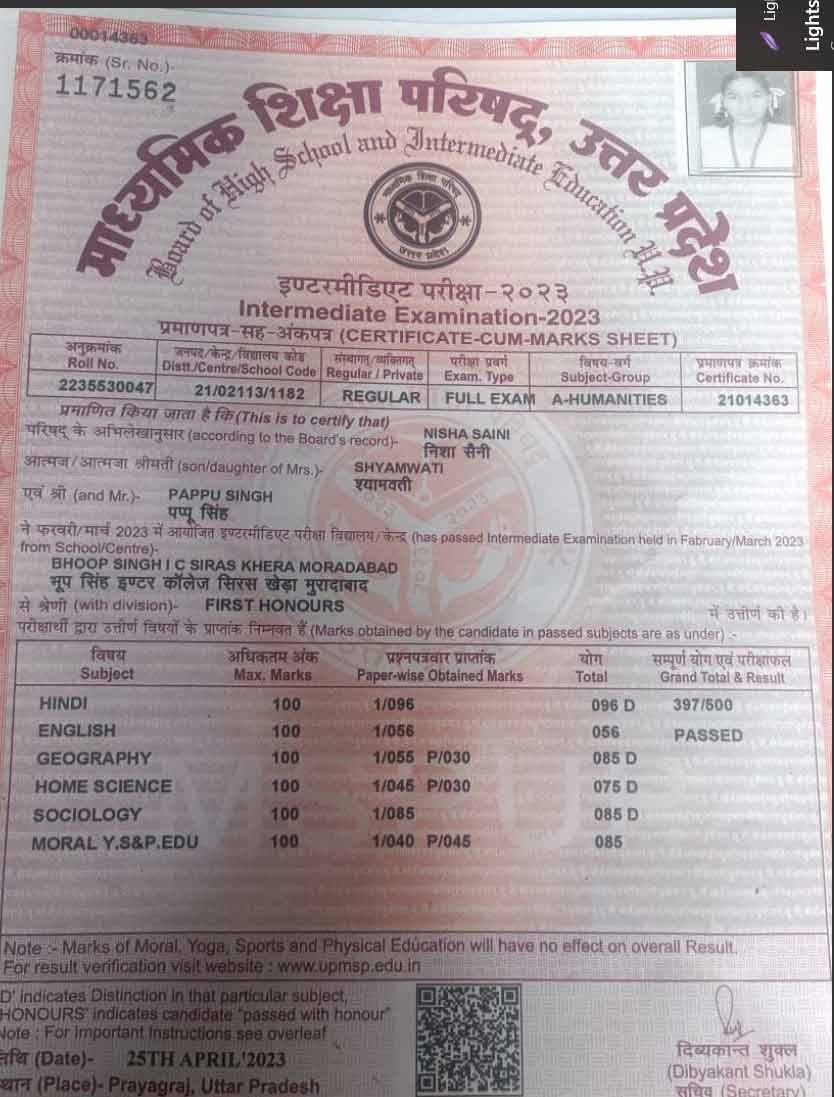 00014363
क्रमांक (Sr. No.)-
1171562
माध्यमिक शिक्षा परिषद्, उत्तर प्रदेश
Board of High School and Intermediate Education U.P.
माध्यमिक शिक्षा परिषद्
उत्तर प्रदेश
इण्टरमीडिएट परीक्षा-२०२३
Intermediate Examination-2023
प्रमाणपत्र-सह-अंकपत्र (CERTIFICATE-CUM-MARKS SHEET)
अनुक्रमांक जनपद/केन्द्र/विद्यालय कोड संस्थागत/व्यक्तिगत परीक्षा प्रवर्ग विषय-वर्ग प्रमाणपत्र क्रमांक
Roll No. Distt./Centre/School Code Regular / Private Exam. Type Subject-Group Certificate No.
2235530047 21/02113/1182 REGULAR FULL EXAM A-HUMANITIES 21014363
प्रमाणित किया जाता है कि (This is to certify that)
परिषद् के अभिलेखानुसार (according to the Board's record)- NISHA SAINI
निशा सैनी
आत्मज/आत्मजा श्रीमती (son/daughter of Mrs.)- SHYAMWATI
श्यामवती
एवं श्री (and Mr.)- PAPPU SINGH
पप्पू सिंह
ने फरवरी/मार्च 2023 में आयोजित इण्टरमीडिएट परीक्षा विद्यालय/केन्द्र (has passed Intermediate Examination held in Fabruary/March 2023
from School/Centre)-
BHOOP SINGH I C SIRAS KHERA MORADABAD
भूप सिंह इण्टर कॉलेज सिरस खेड़ा मुरादाबाद
से श्रेणी (with division)- FIRST HONOURS में उत्तीर्ण की है।
परीक्षार्थी द्वारा उत्तीर्ण विषयों के प्राप्तांक निम्नवत हैं (Marks obtained by the candidate in passed subjects are as under) :-
विषय अधिकतम अंक प्रश्नपत्रवार प्राप्तांक योग सम्पूर्ण योग एवं परीक्षाफल
Subject Max. Marks Paper-wise Obtained Marks Total Grand Total & Result
HINDI 100 1/096 096 D 397/500
ENGLISH 100 1/056 056 PASSED
GEOGRAPHY 100 1/055 P/030 085 D
HOME SCIENCE 100 1/045 P/030 075 D
SOCIOLOGY 100 1/085 085 D
MORAL Y.S&P.EDU 100 1/040 P/045 085
Note :- Marks of Moral, Yoga, Sports and Physical Education will have no effect on overall Result.
For result verification visit website : www.upmsp.edu.in
D' indicates Distinction in that particular subject,
HONOURS' indicates candidate "passed with honour"
Note : For important Instructions see overleaf
तिथि (Date)- 25TH APRIL'2023
स्थान (Place)- Prayagraj, Uttar Pradesh
दिव्यकान्त शुक्ल
(Dibyakant Shukla)
सचिव (Secretary)
Lig
Lights